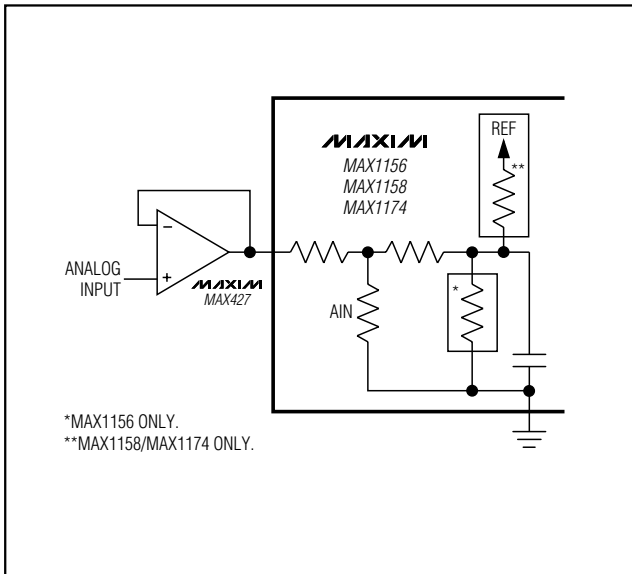 REF
**
MAXIM
MAX1156
MAX1158
MAX1174
−
+
ANALOG
INPUT
MAXIM
MAX427
AIN
*
*MAX1156 ONLY.
**MAX1158/MAX1174 ONLY.